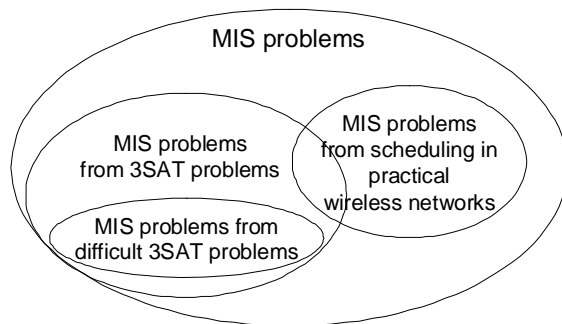 MIS problems
MIS problems
from 3SAT problems
MIS problems
from scheduling in
practical
wireless networks
MIS problems from
difficult 3SAT problems